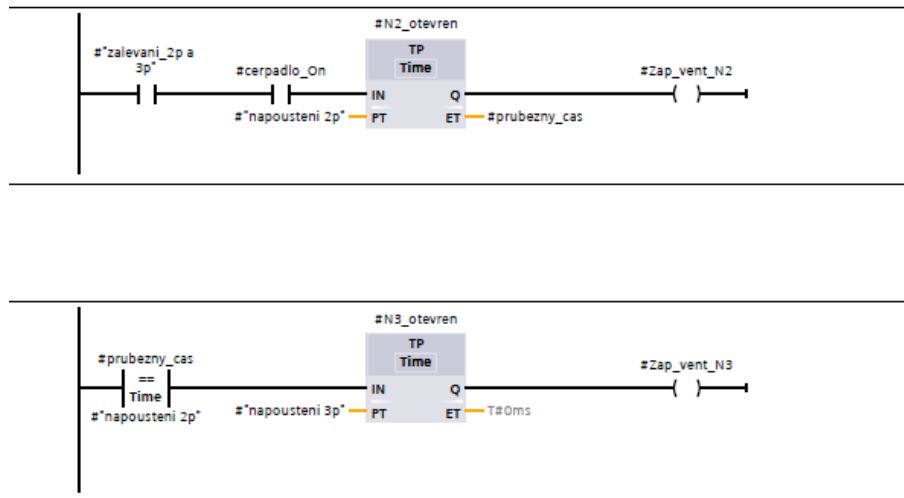 #N2_otevren
#"zalevani_2p a
3p"
#cerpadlo_On
TP
Time
#Zap_vent_N2
IN
Q
#"napousteni 2p"
PT
ET
#prubezny_cas
#N3_otevren
#prubezny_cas
TP
Time
#Zap_vent_N3
==
Time
IN
Q
#"napousteni 2p"
#"napousteni 3p"
PT
ET
T#0ms